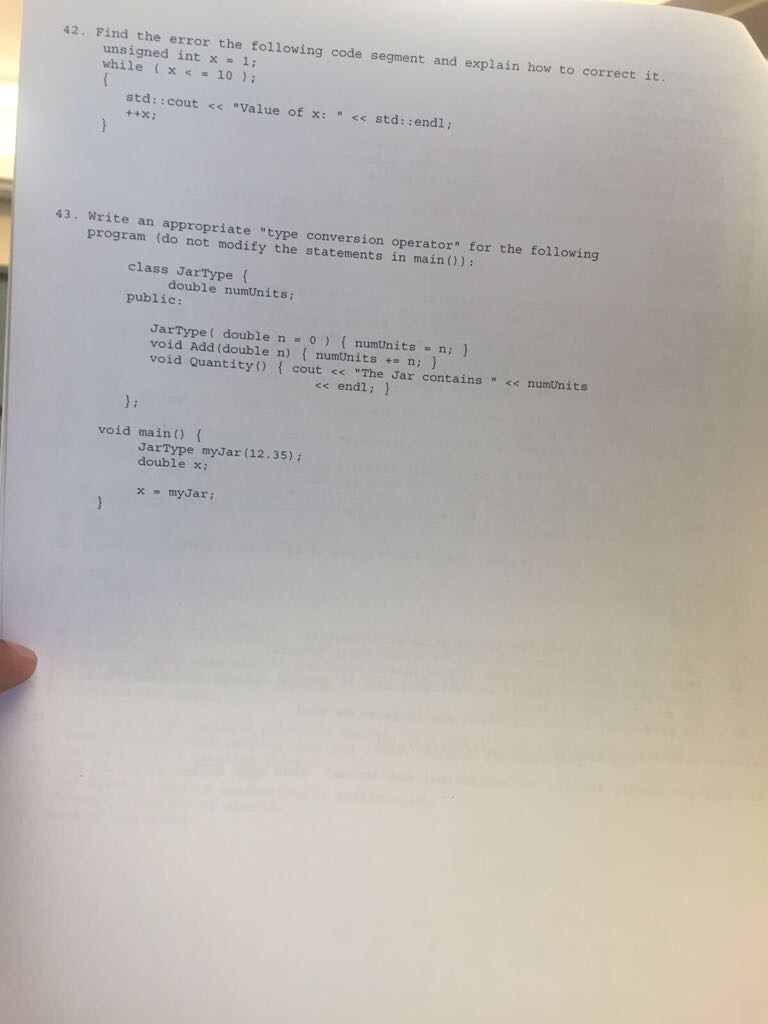 42. Find the error the following code segment and explain how to correct it.
unsigned int x = 1;
while ( x < = 10 );
{
std::cout << "Value of x: " << std::endl;
++x;
}
43. Write an appropriate "type conversion operator" for the following
program (do not modify the statements in main()):
class JarType {
double numUnits;
public:
JarType( double n = 0 ) { numUnits = n; }
void Add(double n) { numUnits += n; }
void Quantity() { cout << "The Jar contains " << numUnits
<< endl; }
};
void main() {
JarType myJar(12.35);
double x;
x = myJar;
}